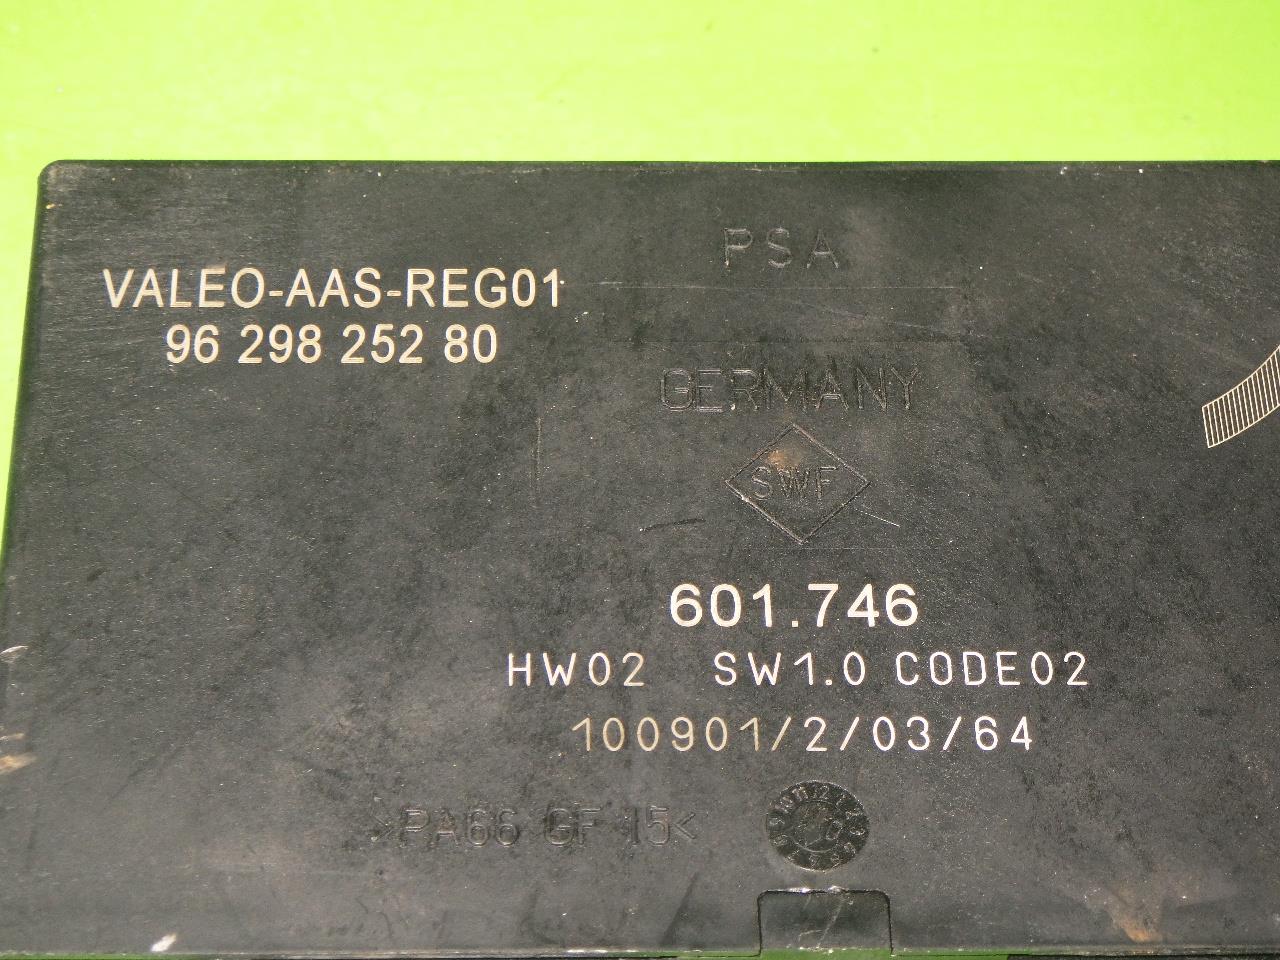 PSA
VALEO-AAS-REG01
96 298 252 80
GERMANY
SWF
601.746
HW02 SW1.0 CODE02
100901/2/03/64
>PA66 GF 15<